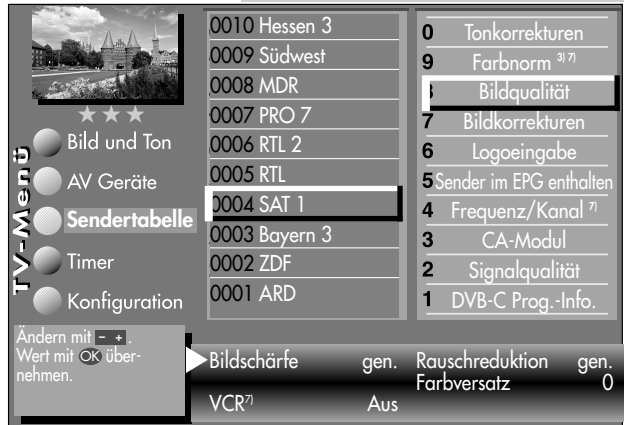 TV-Menü
Bild und Ton
AV Geräte
Sendertabelle
Timer
Konfiguration
0010 Hessen 3
0009 Südwest
0008 MDR
0007 PRO 7
0006 RTL 2
0005 RTL
0004 SAT 1
0003 Bayern 3
0002 ZDF
0001 ARD
0 Tonkorrekturen
9 Farbnorm 3) 7)
8 Bildqualität
7 Bildkorrekturen
6 Logoeingabe
5 Sender im EPG enthalten
4 Frequenz/Kanal 7)
3 CA-Modul
2 Signalqualität
1 DVB-C Prog.-Info.
Ändern mit - + .
Wert mit OK über-
nehmen.
Bildschärfe gen.
VCR7) Aus
Rauschreduktion gen.
Farbversatz 0